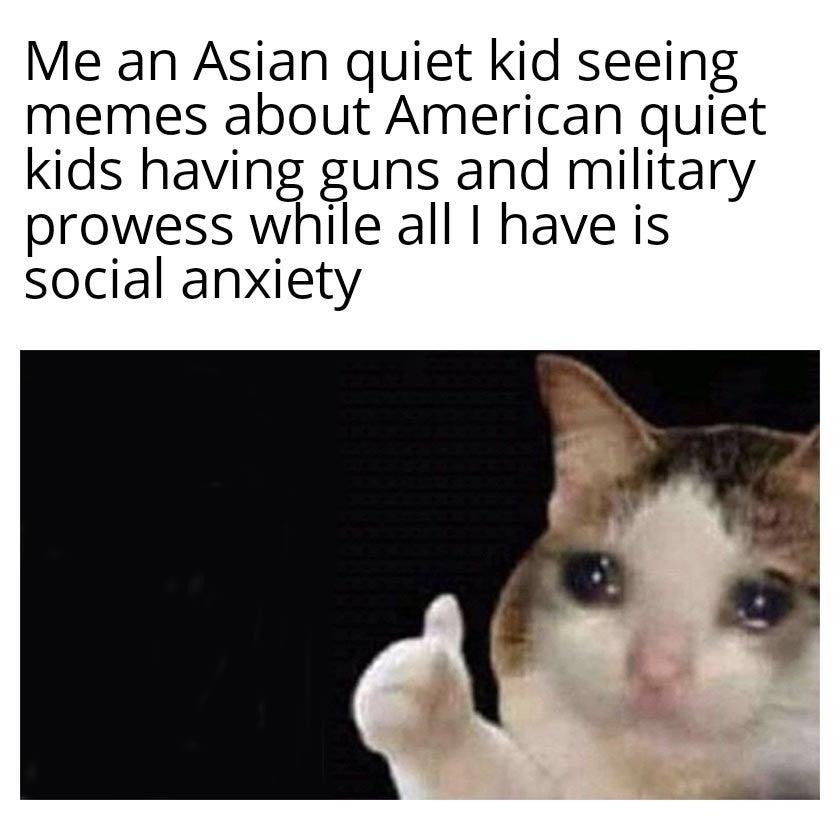 Me an Asian quiet kid seeing
memes about American quiet
kids having guns and military
prowess while all I have is
social anxiety